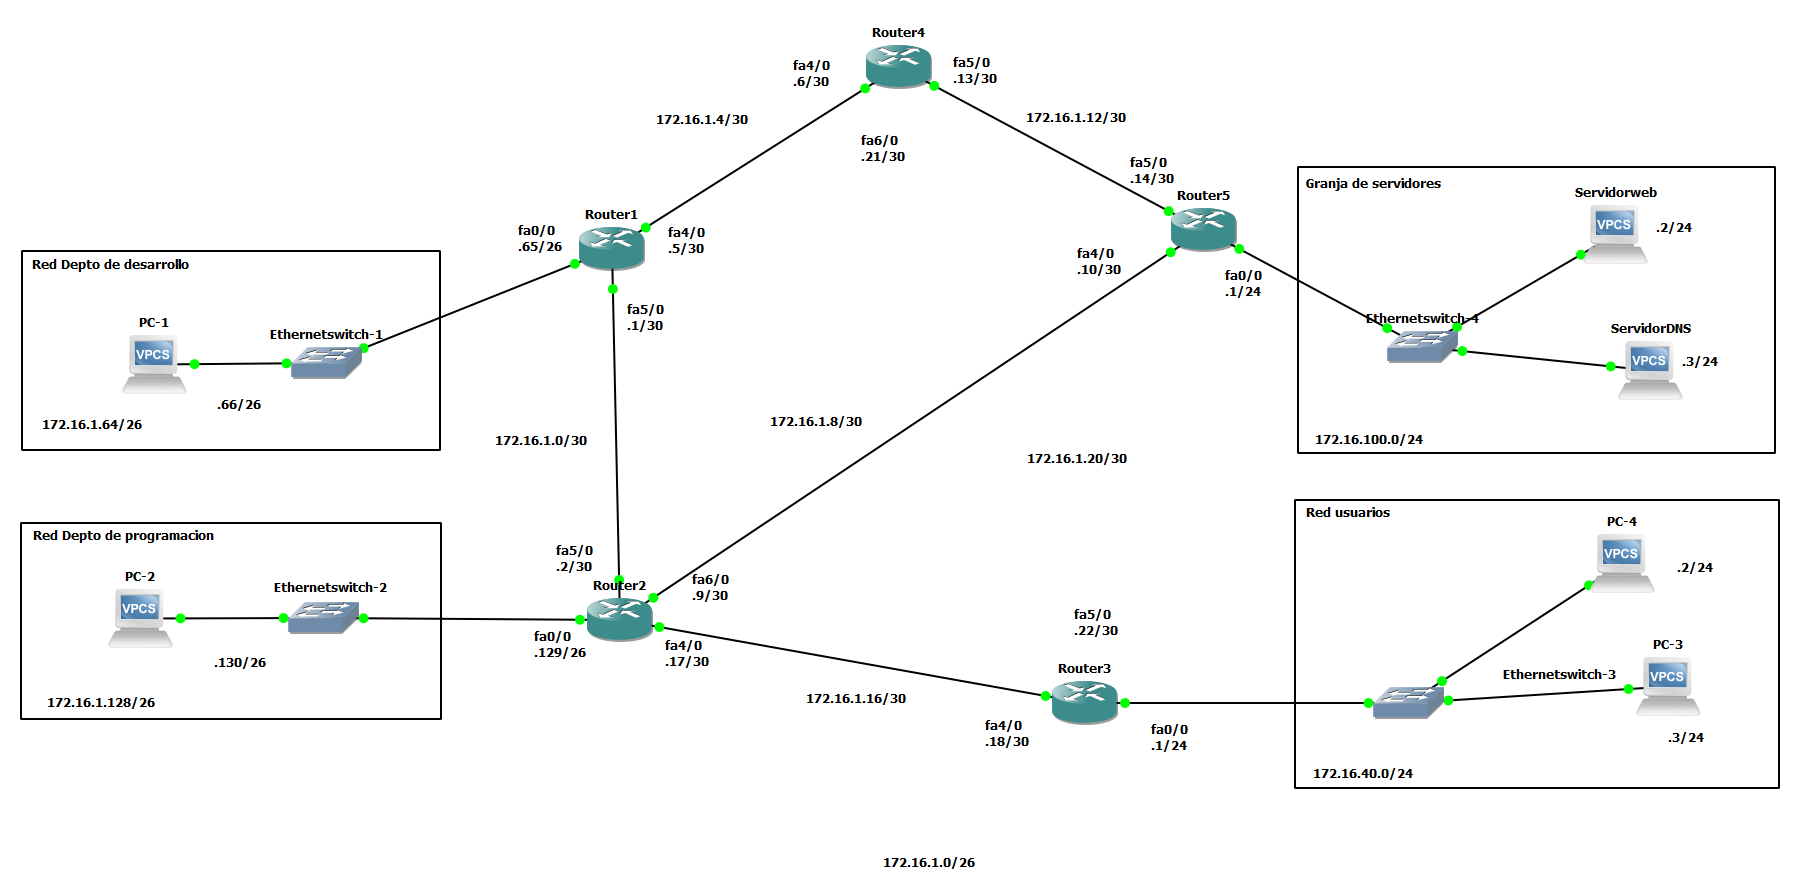 Router4
fa4/0
.6/30
fa5/0
.13/30
172.16.1.4/30
172.16.1.12/30
fa6/0
.21/30
fa5/0
.14/30
Router5
Router1
fa0/0
.65/26
fa4/0
.5/30
fa4/0
.10/30
fa0/0
.1/24
fa5/0
.1/30
Granja de servidores
Servidorweb
VPCS
.2/24
Ethernetswitch-4
ServidorDNS
VPCS
.3/24
172.16.100.0/24
Red Depto de desarrollo
PC-1
VPCS
Ethernetswitch-1
.66/26
172.16.1.64/26
172.16.1.0/30
172.16.1.8/30
172.16.1.20/30
Red Depto de programacion
PC-2
VPCS
Ethernetswitch-2
.130/26
172.16.1.128/26
fa5/0
.2/30
Router2
fa6/0
.9/30
fa0/0
.129/26
fa4/0
.17/30
172.16.1.16/30
fa5/0
.22/30
Router3
fa4/0
.18/30
fa0/0
.1/24
Red usuarios
PC-4
VPCS
.2/24
PC-3
VPCS
Ethernetswitch-3
.3/24
172.16.40.0/24
172.16.1.0/26